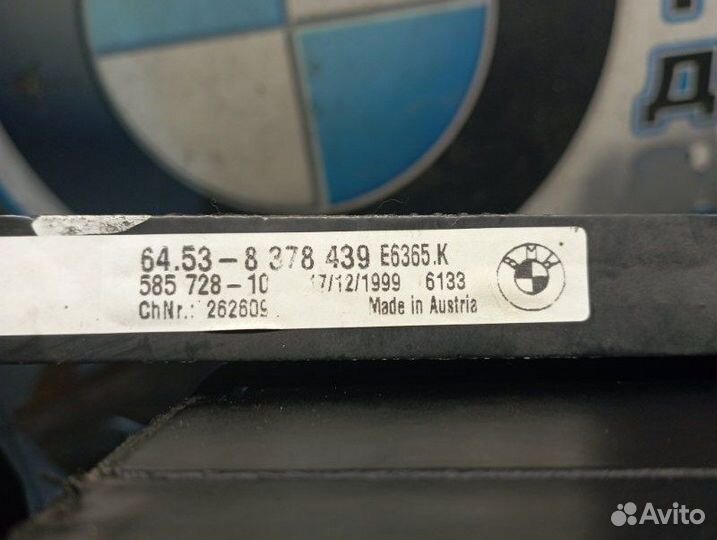 64.53-8 378 439 E6365.K
585 728-10 17/12/1999 6133
ChNr.: 262609
Made in Austria
BMW
Avito